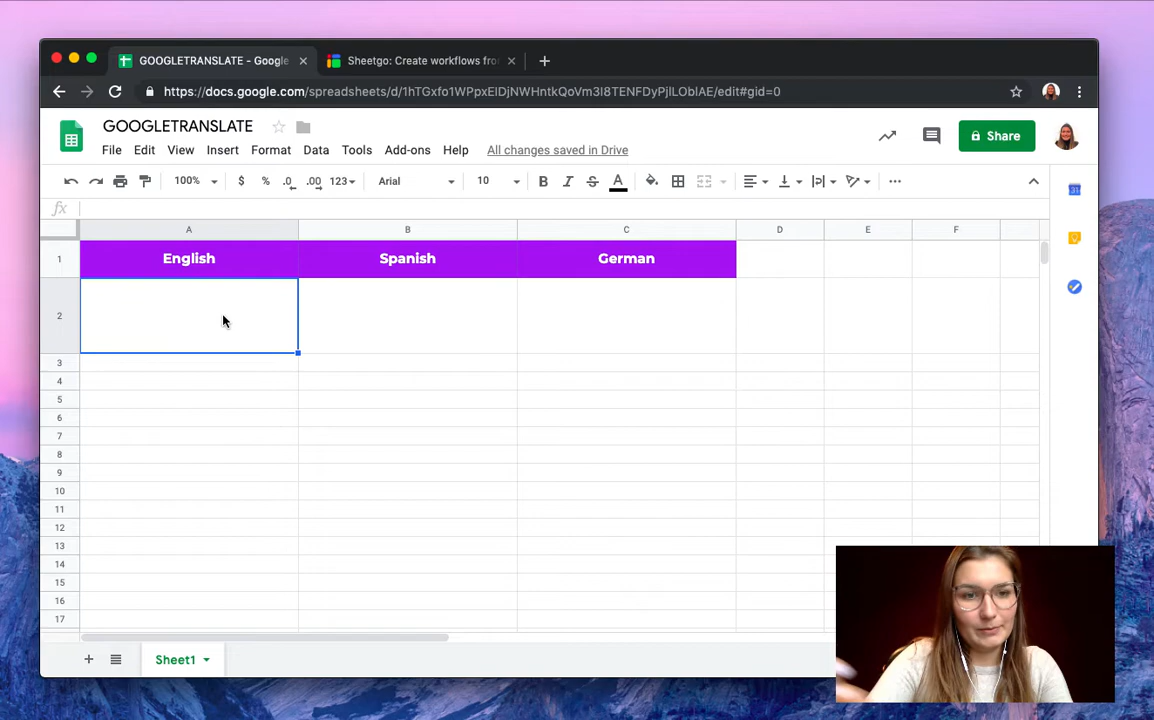 GOOGLETRANSLATE - Google
Sheetgo: Create workflows fro
https://docs.google.com/spreadsheets/d/1hTGxfo1WPpxElDjNWHntkQoVm3I8TENFDyPjlLOblAE/edit#gid=0
GOOGLETRANSLATE
File Edit View Insert Format Data Tools Add-ons Help All changes saved in Drive
Share
100% $ % .0 .00 123 Arial 10 B I S A
fx
A B C D E F
1 English Spanish German
2
3
4
5
6
7
8
9
10
11
12
13
14
15
16
17
Sheet1
31